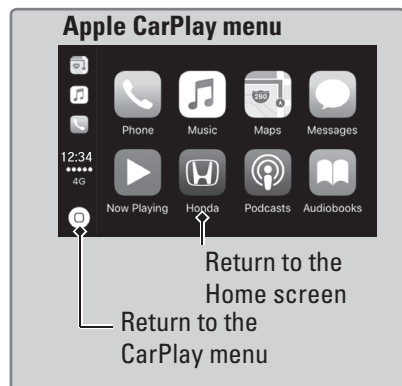 Apple CarPlay menu
280
Phone
Music
Maps
Messages
12:34
4G
Now Playing
Honda
Podcasts
Audiobooks
Return to the
Home screen
Return to the
CarPlay menu